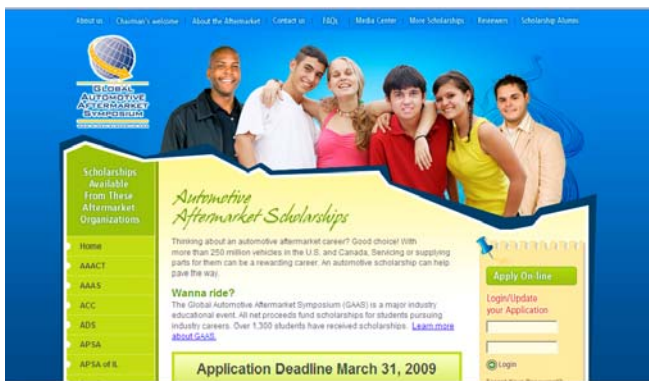 About us Chairman's welcome About the Aftermarket Contact us FAQs Media Center More Scholarships Reviewers Scholarship Alumni
GLOBAL
AUTOMOTIVE
AFTERMARKET
SYMPOSIUM
Scholarships
Available
From These
Aftermarket
Organizations
Home
AAACT
AAAS
ACC
ADS
APSA
APSA of IL
Automotive
Aftermarket Scholarships
Thinking about an automotive aftermarket career? Good choice! With
more than 250 million vehicles in the U.S. and Canada, Servicing or supplying
parts for them can be a rewarding career. An automotive scholarship can help
pave the way.
Wanna ride?
The Global Automotive Aftermarket Symposium (GAAS) is a major industry
educational event. All net proceeds fund scholarships for students pursuing
industry careers. Over 1,300 students have received scholarships. Learn more
about GAAS.
Application Deadline March 31, 2009
Apply On-line
Login/Update
your Application
Login